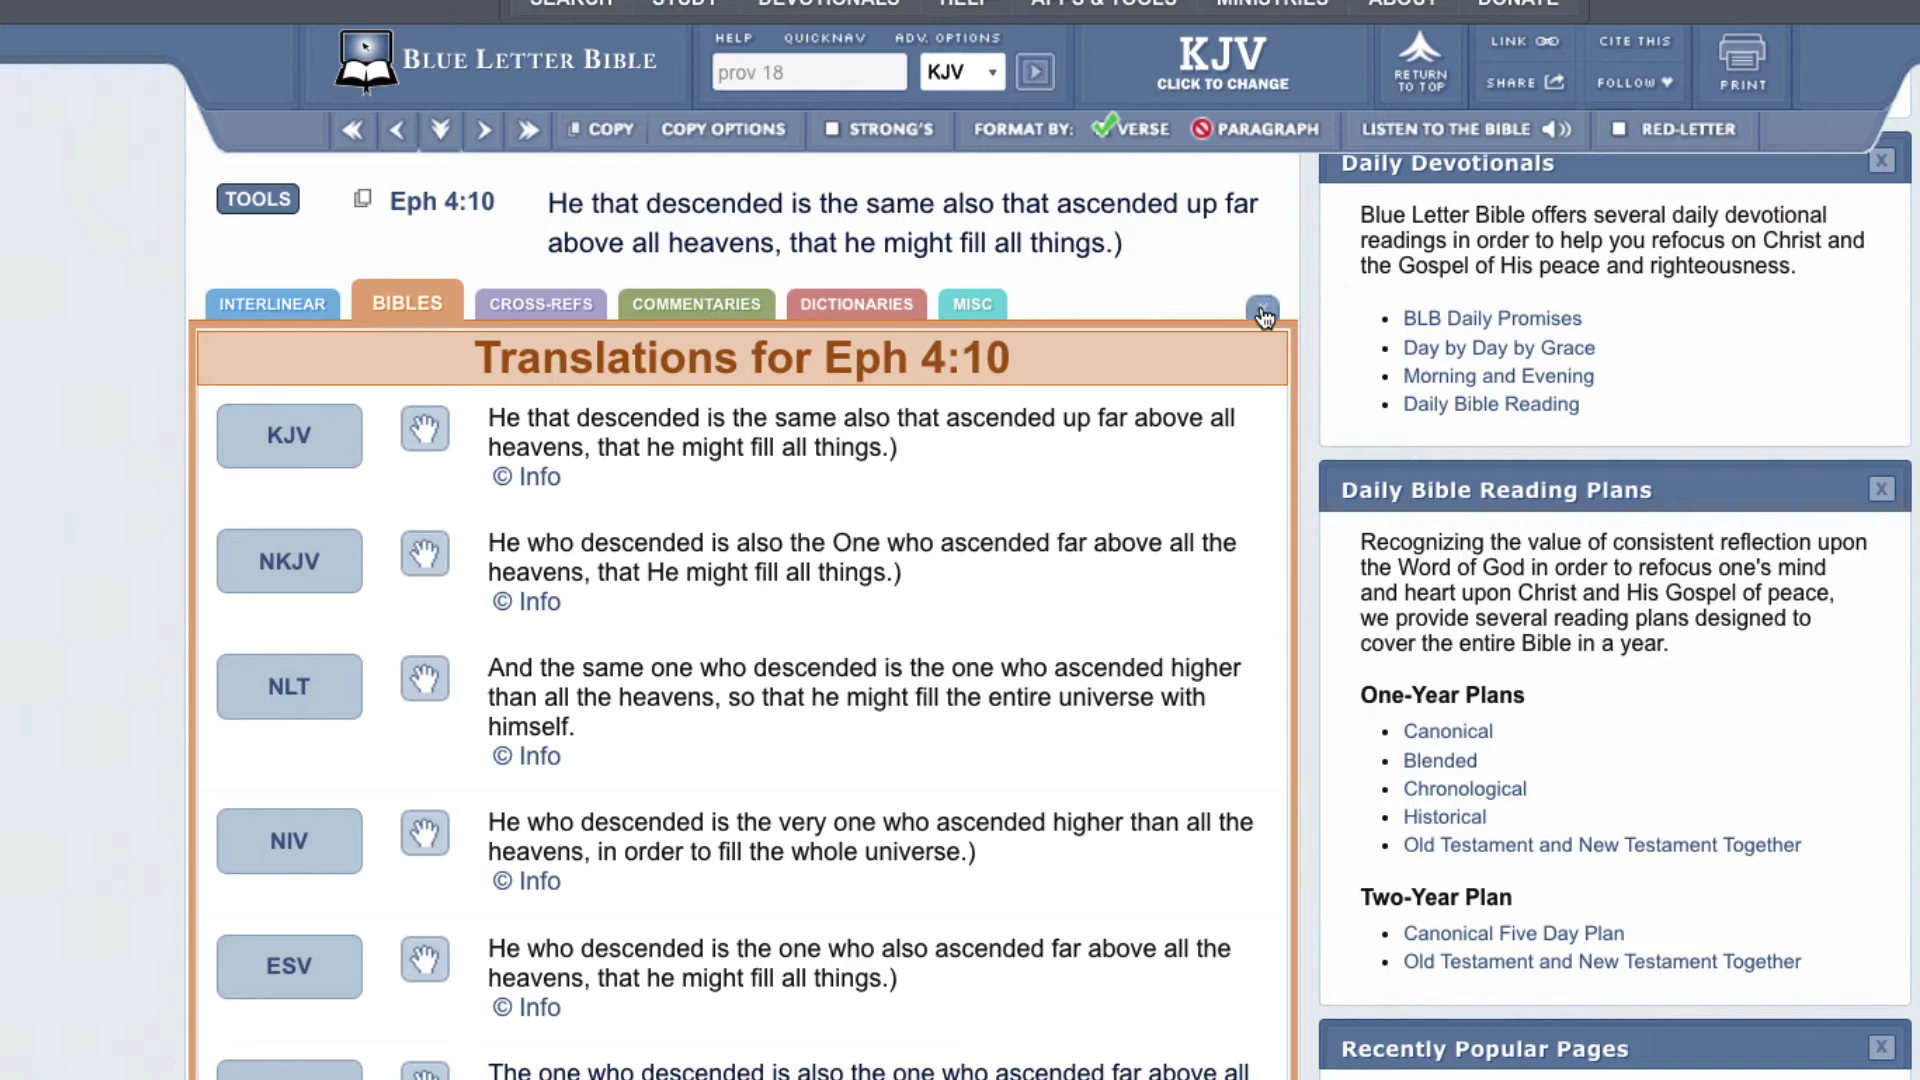 SEARCH STUDY DEVOTIONALS HELP APPS & TOOLS MINISTRIES ABOUT DONATE
BLUE LETTER BIBLE
HELP QUICKNAV ADV. OPTIONS
prov 18 KJV
KJV
CLICK TO CHANGE
RETURN
TO TOP
LINK CITE THIS
SHARE FOLLOW
PRINT
COPY COPY OPTIONS STRONG'S FORMAT BY: VERSE PARAGRAPH LISTEN TO THE BIBLE RED-LETTER
TOOLS Eph 4:10 He that descended is the same also that ascended up far
above all heavens, that he might fill all things.)
INTERLINEAR BIBLES CROSS-REFS COMMENTARIES DICTIONARIES MISC
Translations for Eph 4:10
KJV He that descended is the same also that ascended up far above all
heavens, that he might fill all things.)
© Info
NKJV He who descended is also the One who ascended far above all the
heavens, that He might fill all things.)
© Info
NLT And the same one who descended is the one who ascended higher
than all the heavens, so that he might fill the entire universe with
himself.
© Info
NIV He who descended is the very one who ascended higher than all the
heavens, in order to fill the whole universe.)
© Info
ESV He who descended is the one who also ascended far above all the
heavens, that he might fill all things.)
© Info
The one who descended is also the one who ascended far above all
Daily Devotionals X
Blue Letter Bible offers several daily devotional
readings in order to help you refocus on Christ and
the Gospel of His peace and righteousness.
• BLB Daily Promises
• Day by Day by Grace
• Morning and Evening
• Daily Bible Reading
Daily Bible Reading Plans X
Recognizing the value of consistent reflection upon
the Word of God in order to refocus one's mind
and heart upon Christ and His Gospel of peace,
we provide several reading plans designed to
cover the entire Bible in a year.
One-Year Plans
• Canonical
• Blended
• Chronological
• Historical
• Old Testament and New Testament Together
Two-Year Plan
• Canonical Five Day Plan
• Old Testament and New Testament Together
Recently Popular Pages X